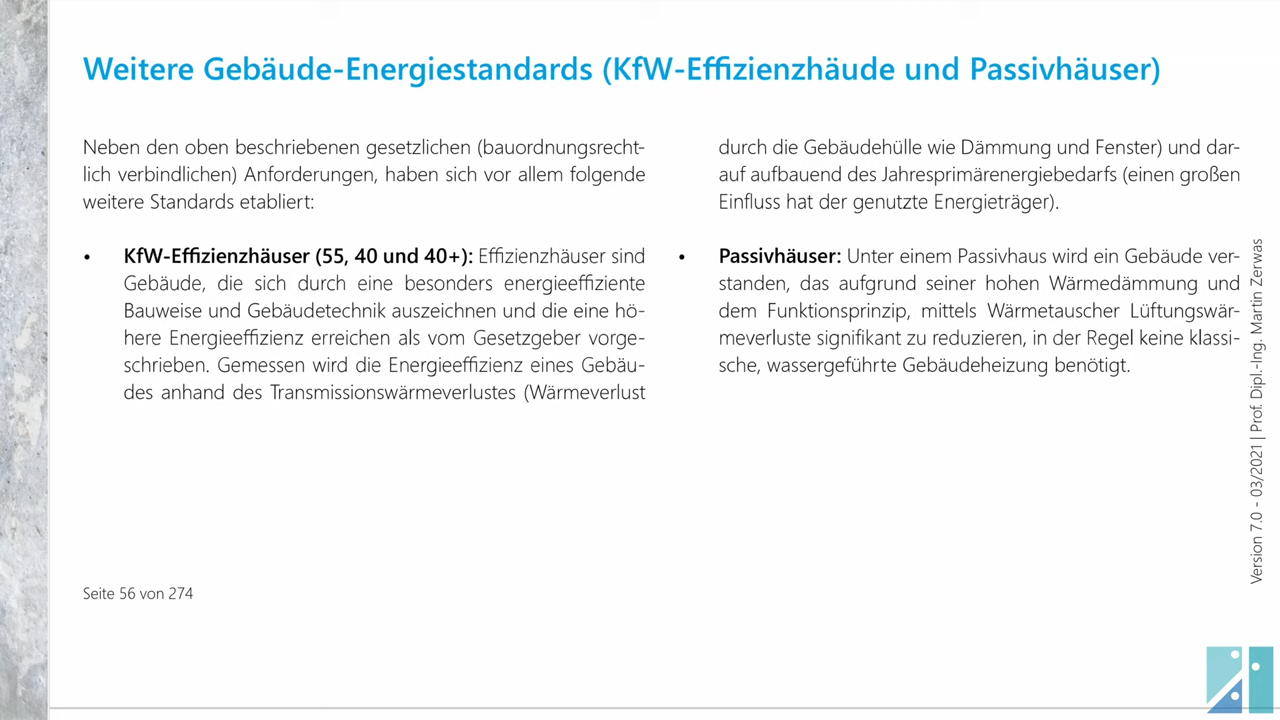 Weitere Gebäude-Energiestandards (KfW-Effizienzhäude und Passivhäuser)
Neben den oben beschriebenen gesetzlichen (bauordnungsrecht-
lich verbindlichen) Anforderungen, haben sich vor allem folgende
weitere Standards etabliert:
• KfW-Effizienzhäuser (55, 40 und 40+): Effizienzhäuser sind
Gebäude, die sich durch eine besonders energieeffiziente
Bauweise und Gebäudetechnik auszeichnen und die eine hö-
here Energieeffizienz erreichen als vom Gesetzgeber vorge-
schrieben. Gemessen wird die Energieeffizienz eines Gebäu-
des anhand des Transmissionswärmeverlustes (Wärmeverlust
durch die Gebäudehülle wie Dämmung und Fenster) und dar-
auf aufbauend des Jahresprimärenergiebedarfs (einen großen
Einfluss hat der genutzte Energieträger).
• Passivhäuser: Unter einem Passivhaus wird ein Gebäude ver-
standen, das aufgrund seiner hohen Wärmedämmung und
dem Funktionsprinzip, mittels Wärmetauscher Lüftungswär-
meverluste signifikant zu reduzieren, in der Regel keine klassi-
sche, wassergeführte Gebäudeheizung benötigt.
Seite 56 von 274
Version 7.0 - 03/2021 | Prof. Dipl.-Ing. Martin Zerwas